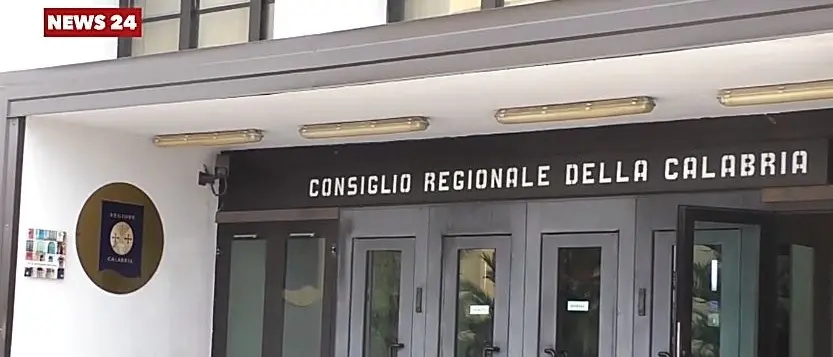 NEWS 24
CONSIGLIO REGIONALE DELLA CALABRIA
REGIONE
CALABRIA